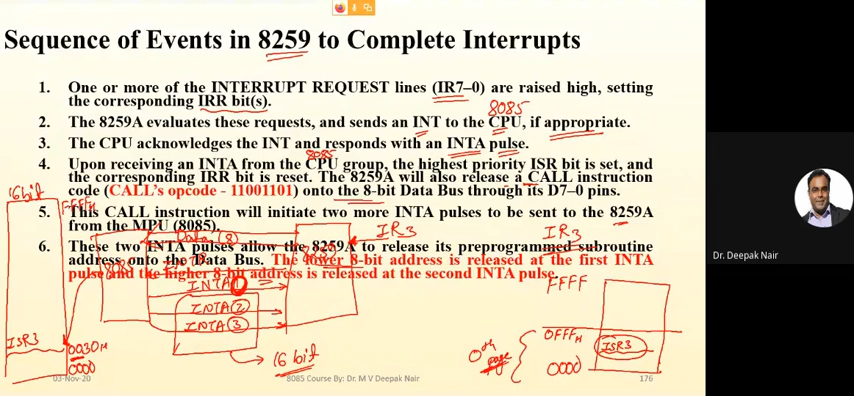 Sequence of Events in 8259 to Complete Interrupts
1. One or more of the INTERRUPT REQUEST lines (IR7–0) are raised high, setting
the corresponding IRR bit(s).
8085
2. The 8259A evaluates these requests, and sends an INT to the CPU, if appropriate.
3. The CPU acknowledges the INT and responds with an INTA pulse.
8085
4. Upon receiving an INTA from the CPU group, the highest priority ISR bit is set, and
the corresponding IRR bit is reset. The 8259A will also release a CALL instruction
code (CALL's opcode - 11001101) onto the 8-bit Data Bus through its D7–0 pins.
16 bit
FFFFH
5. This CALL instruction will initiate two more INTA pulses to be sent to the 8259A
from the MPU (8085).
Data (8)
IR3
IR3
6. These two INTA pulses allow the 8259A to release its preprogrammed subroutine
address onto the Data Bus. The lower 8-bit address is released at the first INTA
pulse and the higher 8-bit address is released at the second INTA pulse.
8085
INTA 1
FFFF
INTA 2
INTA 3
0FFFH
ISR3
ISR3
0030H
0th page
16 bit
0000
0000
03-Nov-20
8085 Course By: Dr. M V Deepak Nair
176
Dr. Deepak Nair